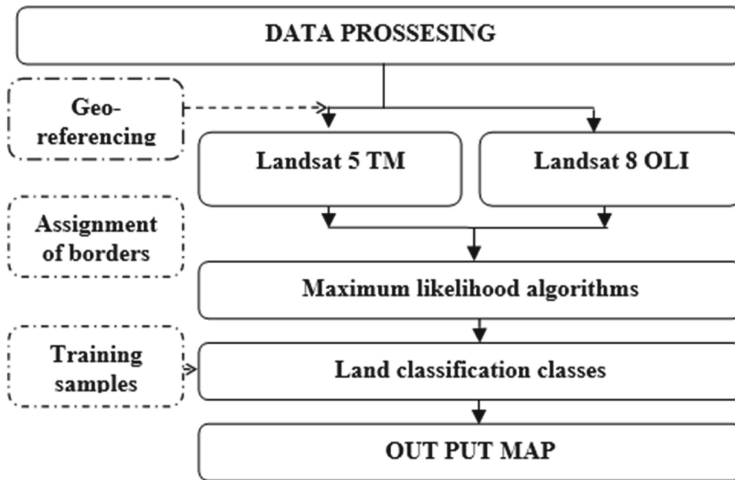 DATA PROSSESING
Geo-
referencing
Landsat 5 TM
Landsat 8 OLI
Assignment
of borders
Maximum likelihood algorithms
Training
samples
Land classification classes
OUT PUT MAP